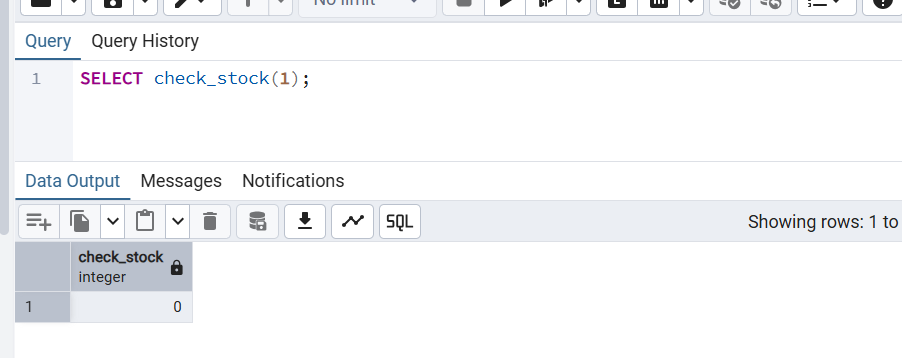 No limit
Query Query History
1 SELECT check_stock(1);
Data Output Messages Notifications
SQL Showing rows: 1 to
check_stock
integer
1 0